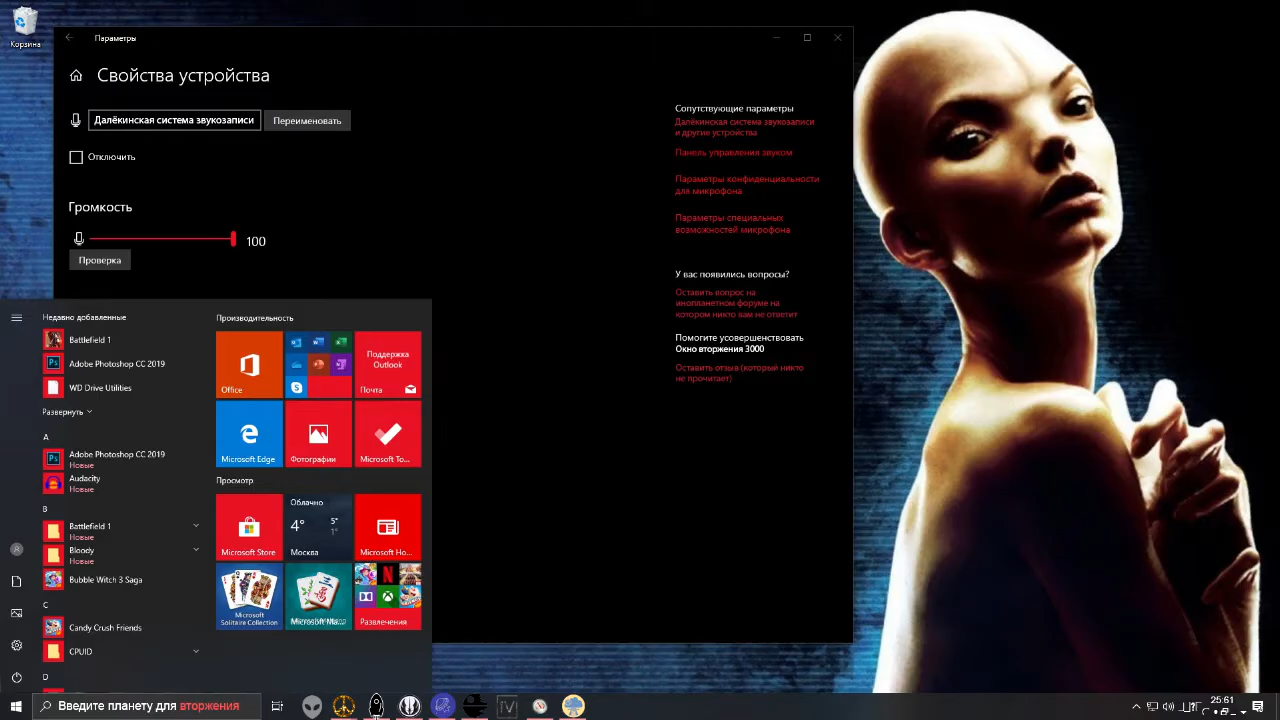 Корзина
Параметры
Свойства устройства
Далёкинская система звукозаписи
Переименовать
Отключить
Громкость
100
Проверка
Сопутствующие параметры
Далёкинская система звукозаписи
и другие устройства
Панель управления звуком
Параметры конфиденциальности
для микрофона
Параметры специальных
возможностей микрофона
У вас появились вопросы?
Оставить вопрос на
инопланетном форуме на
котором никто вам не ответит
Помогите усовершенствовать
Окно вторжения 3000
Оставить отзыв (который никто
не прочитает)
Недавно добавленные
Battlefield 1
Adobe Photoshop CC 2019
WD Drive Utilities
A
Adobe Photoshop CC 2019
Новые
Audacity
Новые
B
Battlefield 1
Новые
Bloody
Новые
Bubble Witch 3 Saga
C
Candy Crush Friends
CPUID
D
Производительность
Office
Поддержка
Outlook
Почта
Microsoft Edge
Фотографии
Microsoft To...
Просмотр
Microsoft Store
Облачно
4°
Москва
Microsoft Но...
Microsoft
Solitaire Collection
Развлечения
Введите планету для вторжения
25:61